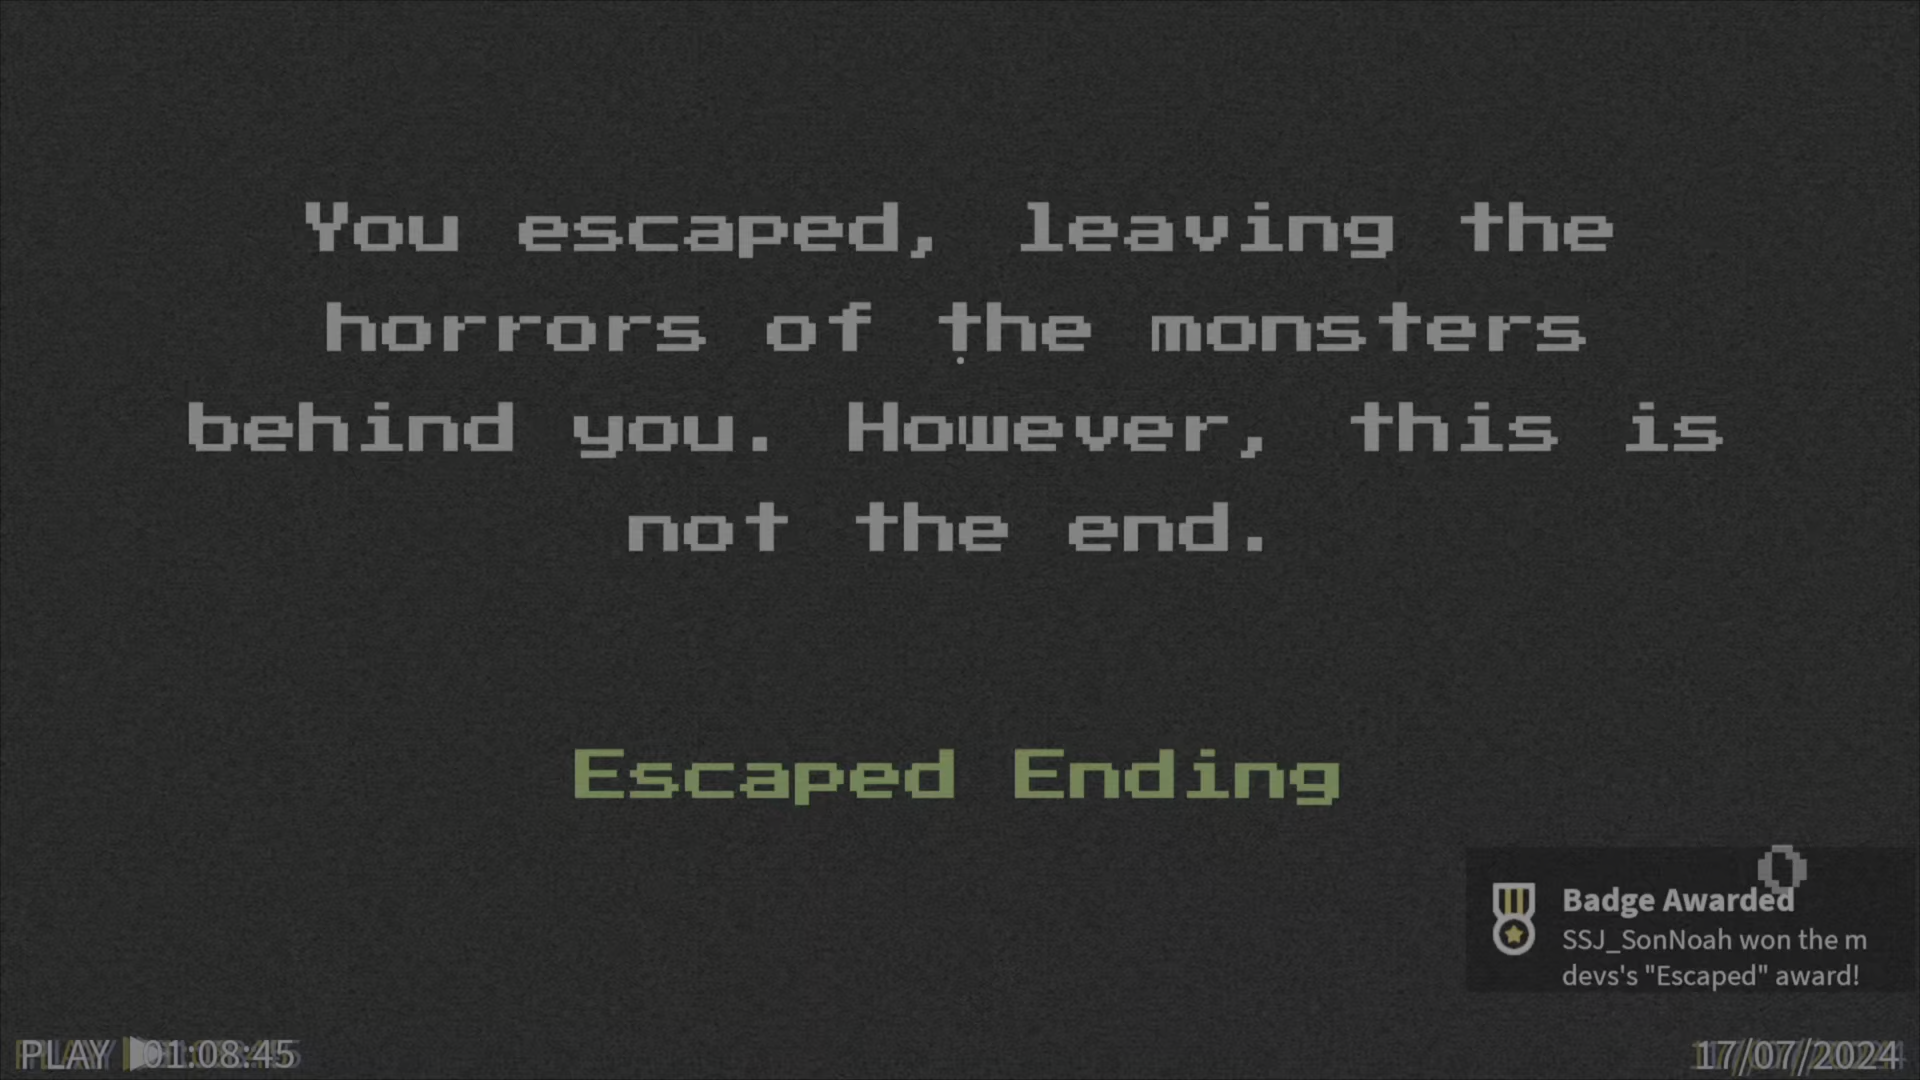 You escaped, leaving the
horrors of the monsters
behind you. However, this is
not the end.
Escaped Ending
0
Badge Awarded
SSJ_SonNoah won the m
devs's "Escaped" award!
PLAY 01:08:45
17/07/2024